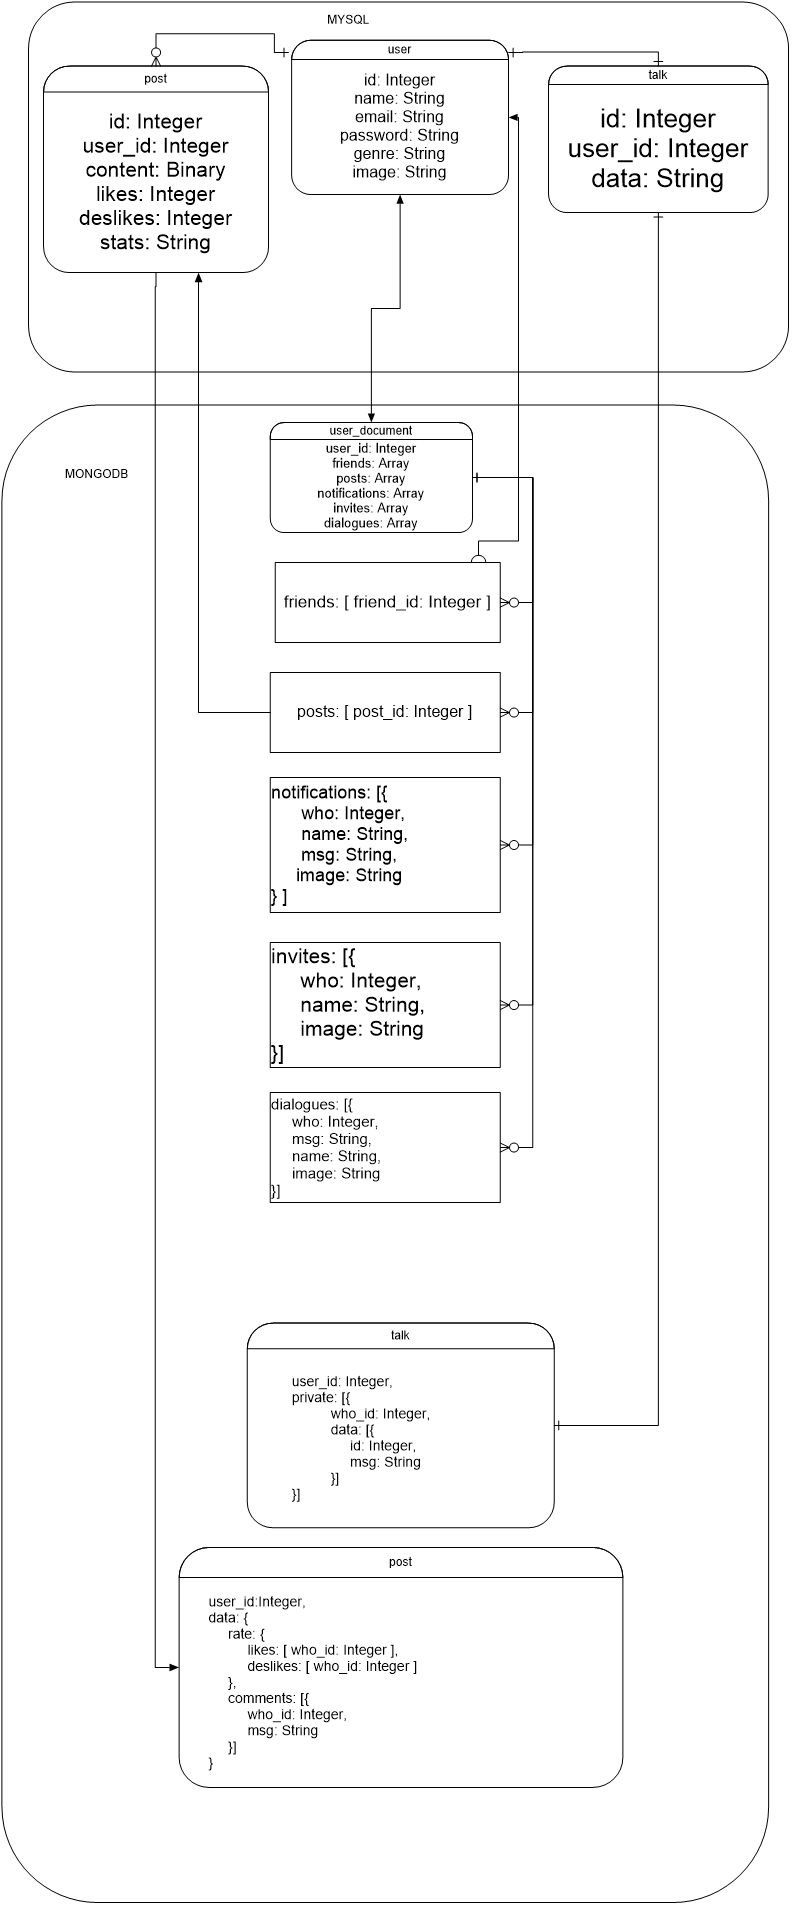 MYSQL
post
id: Integer
user_id: Integer
content: Binary
likes: Integer
deslikes: Integer
stats: String
user
id: Integer
name: String
email: String
password: String
genre: String
image: String
talk
id: Integer
user_id: Integer
data: String
MONGODB
user_document
user_id: Integer
friends: Array
posts: Array
notifications: Array
invites: Array
dialogues: Array
friends: [ friend_id: Integer ]
posts: [ post_id: Integer ]
notifications: [{
who: Integer,
name: String,
msg: String,
image: String
} ]
invites: [{
who: Integer,
name: String,
image: String
}]
dialogues: [{
who: Integer,
msg: String,
name: String,
image: String
}]
talk
user_id: Integer,
private: [{
who_id: Integer,
data: [{
id: Integer,
msg: String
}]
}]
post
user_id:Integer,
data: {
rate: {
likes: [ who_id: Integer ],
deslikes: [ who_id: Integer ]
},
comments: [{
who_id: Integer,
msg: String
}]
}